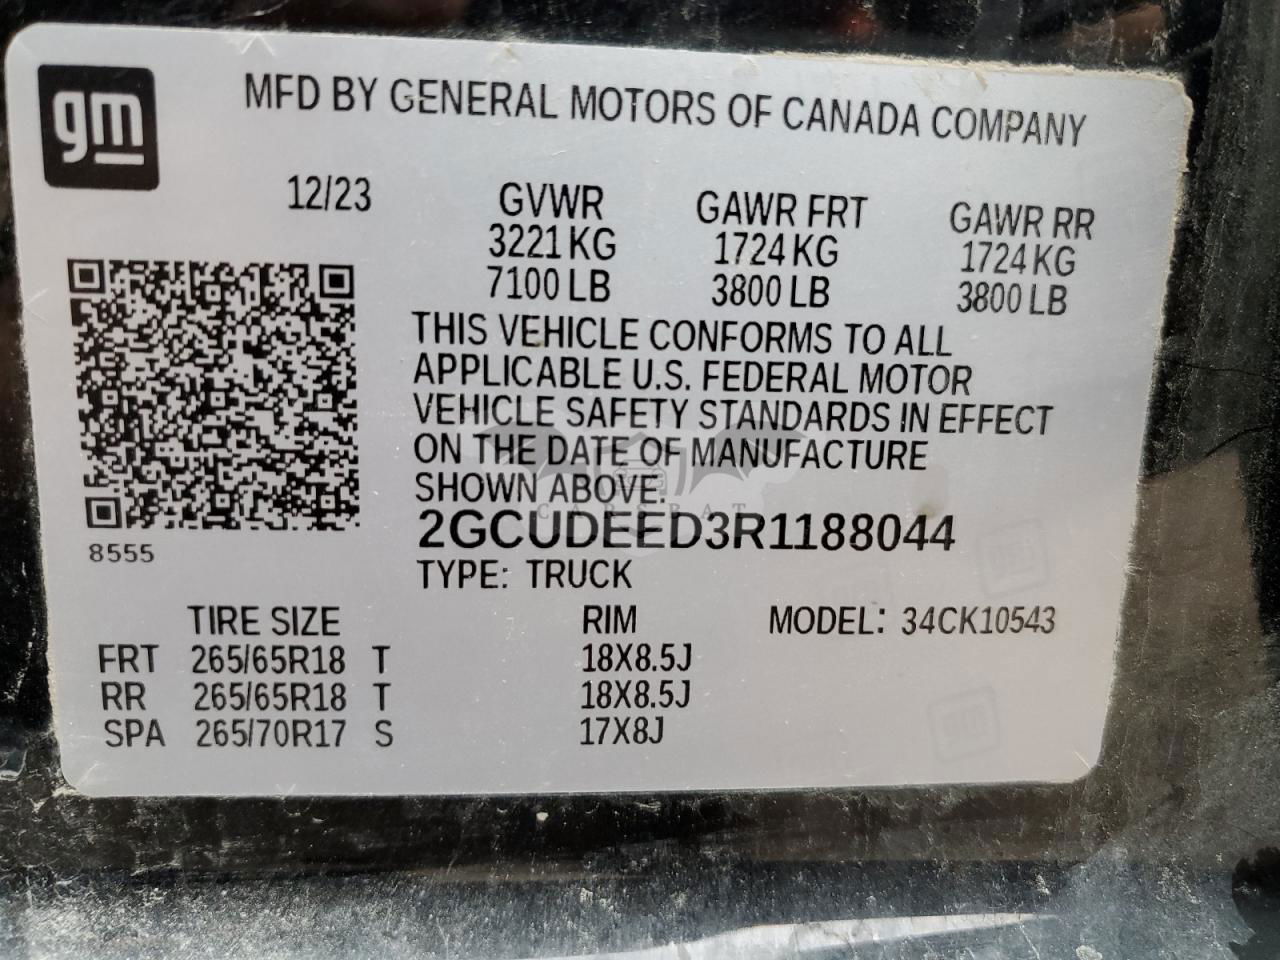 gm
MFD BY GENERAL MOTORS OF CANADA COMPANY
12/23 GVWR GAWR FRT GAWR RR
3221 KG 1724 KG 1724 KG
7100 LB 3800 LB 3800 LB
THIS VEHICLE CONFORMS TO ALL
APPLICABLE U.S. FEDERAL MOTOR
VEHICLE SAFETY STANDARDS IN EFFECT
ON THE DATE OF MANUFACTURE
SHOWN ABOVE.
CARSBAT
2GCUDEED3R1188044
8555
TYPE: TRUCK
TIRE SIZE RIM MODEL: 34CK10543
FRT 265/65R18 T 18X8.5J
RR 265/65R18 T 18X8.5J
SPA 265/70R17 S 17X8J